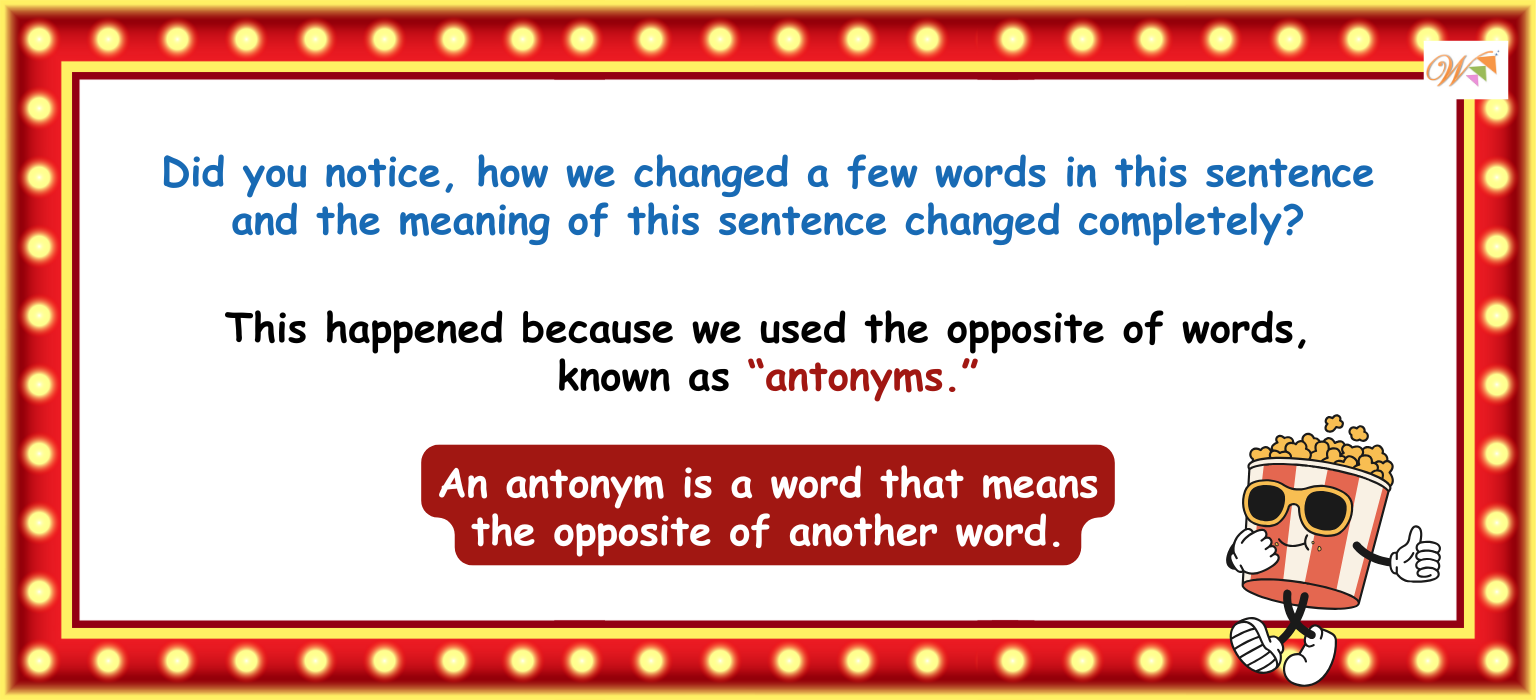 Did you notice, how we changed a few words in this sentence
and the meaning of this sentence changed completely?
This happened because we used the opposite of words,
known as “antonyms.”
An antonym is a word that means
the opposite of another word.
W